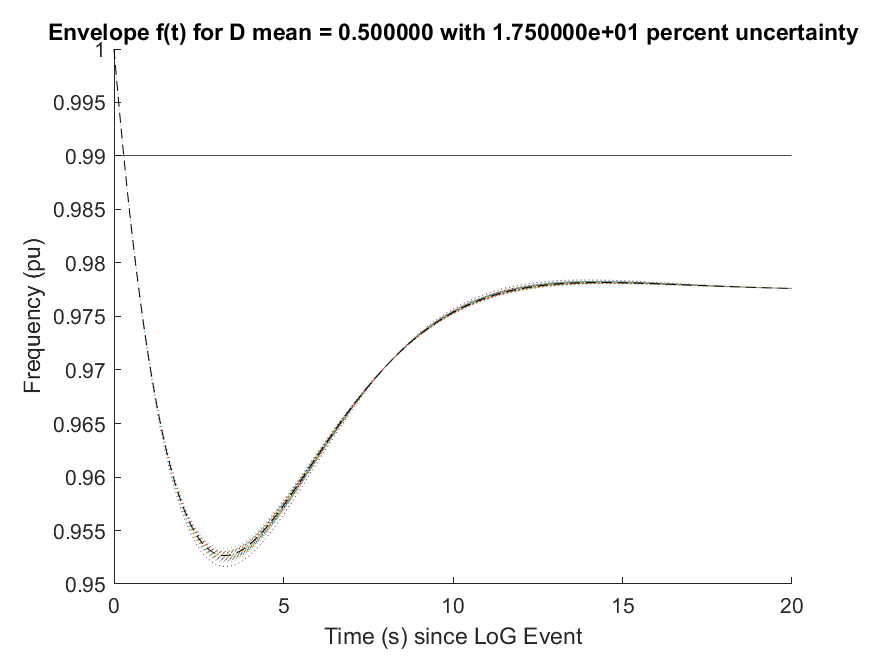 Envelope f(t) for D mean = 0.500000 with 1.750000e+01 percent uncertainty
1
0.995
0.99
0.985
0.98
0.975
0.97
0.965
0.96
0.955
0.95
Frequency (pu)
0 5 10 15 20
Time (s) since LoG Event